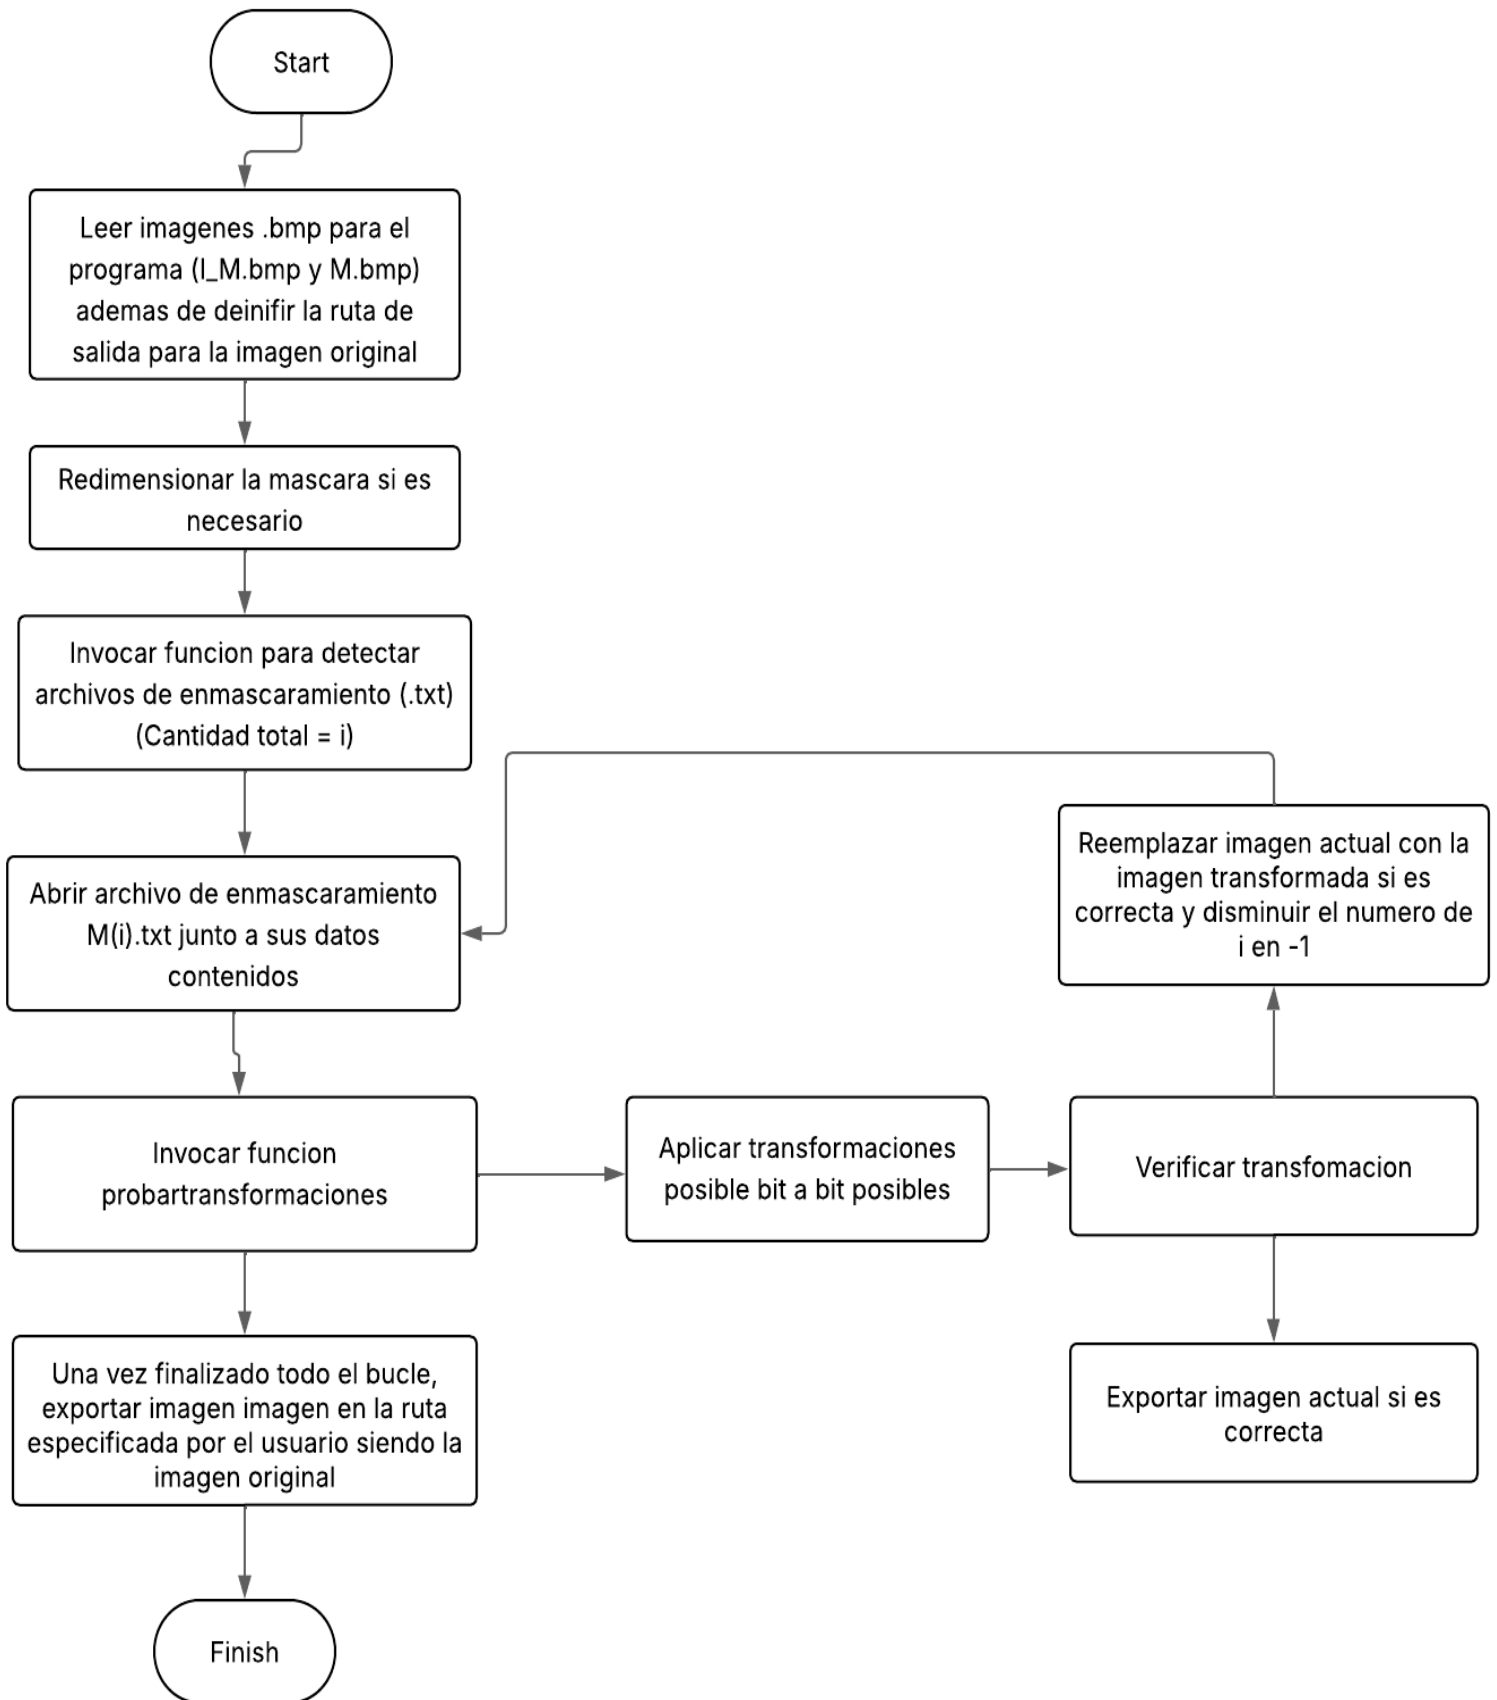 Start
Leer imagenes .bmp para el
programa (I_M.bmp y M.bmp)
ademas de deinifir la ruta de
salida para la imagen original
Redimensionar la mascara si es
necesario
Invocar funcion para detectar
archivos de enmascaramiento (.txt)
(Cantidad total = i)
Abrir archivo de enmascaramiento
M(i).txt junto a sus datos
contenidos
Invocar funcion
probartransformaciones
Aplicar transformaciones
posible bit a bit posibles
Verificar transfomacion
Reemplazar imagen actual con la
imagen transformada si es
correcta y disminuir el numero de
i en -1
Exportar imagen actual si es
correcta
Una vez finalizado todo el bucle,
exportar imagen imagen en la ruta
especificada por el usuario siendo la
imagen original
Finish